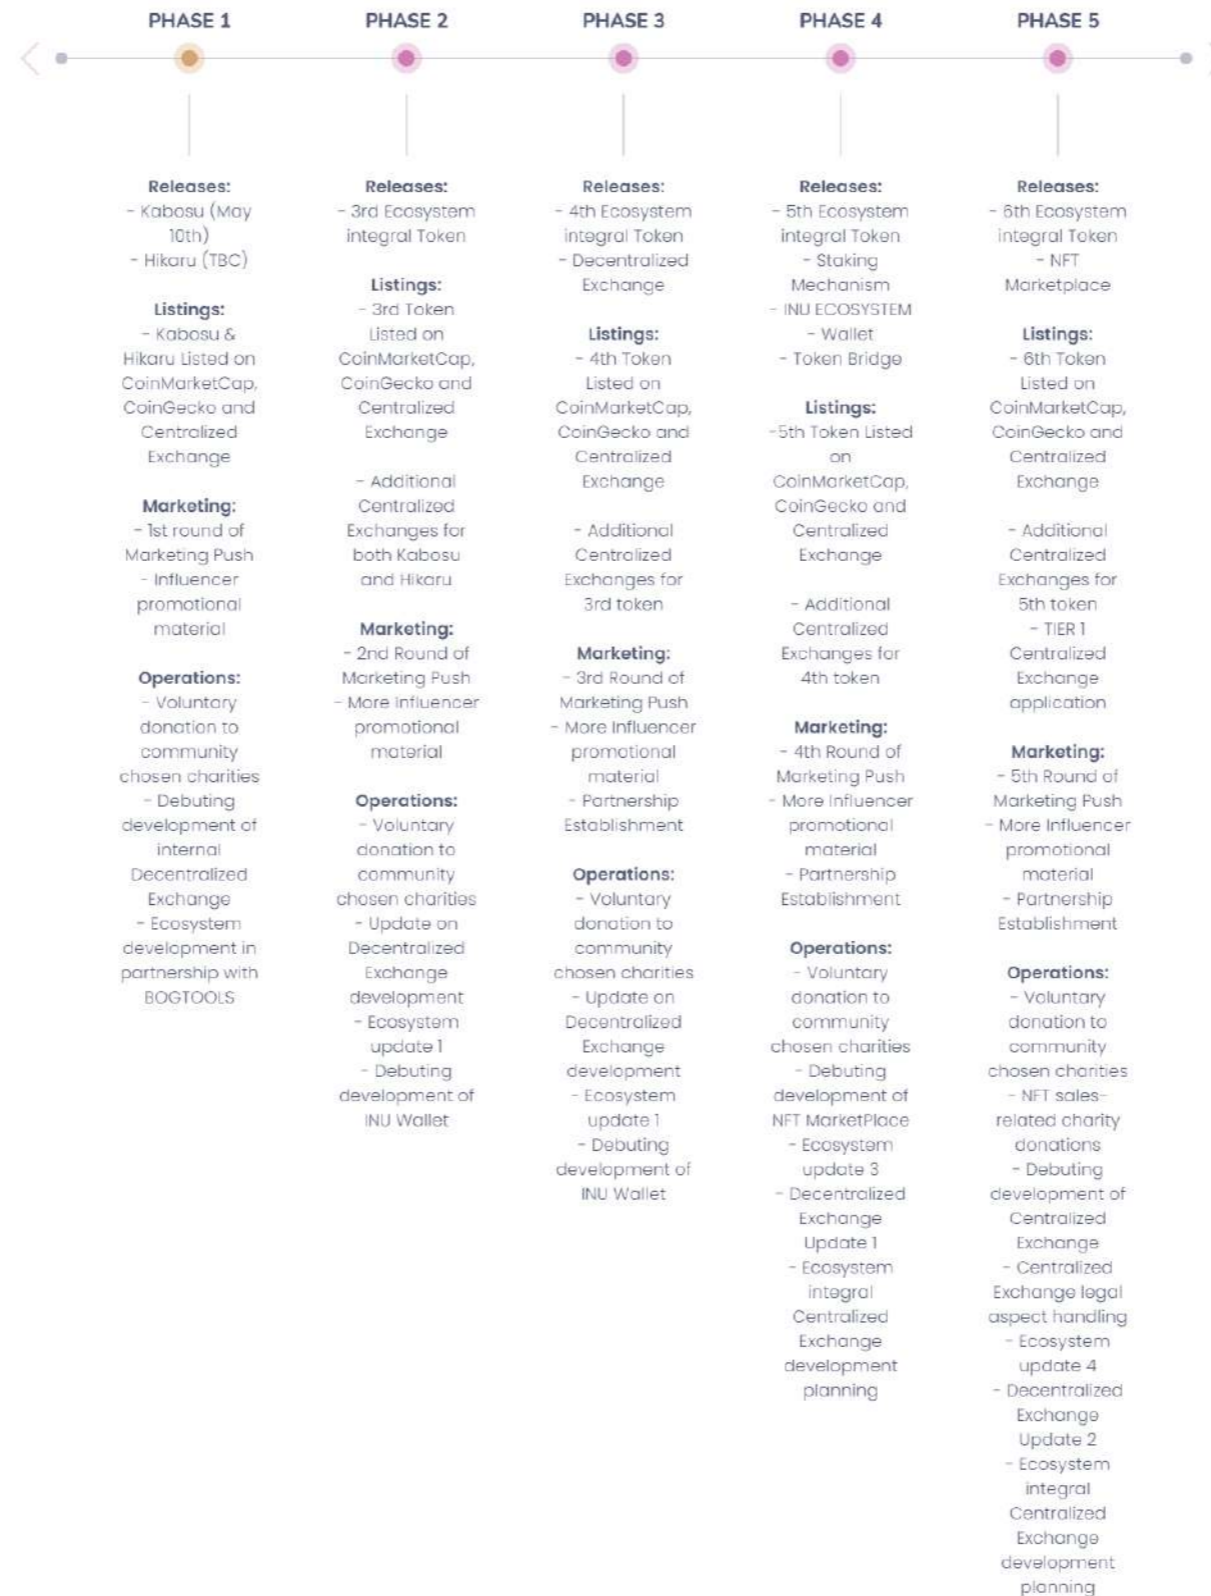 PHASE 1
Releases:
- Kabosu (May
10th)
- Hikaru (TBC)
Listings:
- Kabosu &
Hikaru Listed on
CoinMarketCap,
CoinGecko and
Centralized
Exchange
Marketing:
- 1st round of
Marketing Push
- Influencer
promotional
material
Operations:
- Voluntary
donation to
community
chosen charities
- Debuting
development of
internal
Decentralized
Exchange
- Ecosystem
development in
partnership with
BOGTOOLS
PHASE 2
Releases:
- 3rd Ecosystem
integral Token
Listings:
- 3rd Token
Listed on
CoinMarketCap,
CoinGecko and
Centralized
Exchange
- Additional
Centralized
Exchanges for
both Kabosu
and Hikaru
Marketing:
- 2nd Round of
Marketing Push
- More Influencer
promotional
material
Operations:
- Voluntary
donation to
community
chosen charities
- Update on
Decentralized
Exchange
development
- Ecosystem
update 1
- Debuting
development of
INU Wallet
PHASE 3
Releases:
- 4th Ecosystem
integral Token
- Decentralized
Exchange
Listings:
- 4th Token
Listed on
CoinMarketCap,
CoinGecko and
Centralized
Exchange
- Additional
Centralized
Exchanges for
3rd token
Marketing:
- 3rd Round of
Marketing Push
- More Influencer
promotional
material
- Partnership
Establishment
Operations:
- Voluntary
donation to
community
chosen charities
- Update on
Decentralized
Exchange
development
- Ecosystem
update 1
- Debuting
development of
INU Wallet
PHASE 4
Releases:
- 5th Ecosystem
integral Token
- Staking
Mechanism
- INU ECOSYSTEM
- Wallet
- Token Bridge
Listings:
-5th Token Listed
on
CoinMarketCap,
CoinGecko and
Centralized
Exchange
- Additional
Centralized
Exchanges for
4th token
Marketing:
- 4th Round of
Marketing Push
- More Influencer
promotional
material
- Partnership
Establishment
Operations:
- Voluntary
donation to
community
chosen charities
- Debuting
development of
NFT MarketPlace
- Ecosystem
update 3
- Decentralized
Exchange
Update 1
- Ecosystem
integral
Centralized
Exchange
development
planning
PHASE 5
Releases:
- 6th Ecosystem
integral Token
- NFT
Marketplace
Listings:
- 6th Token
Listed on
CoinMarketCap,
CoinGecko and
Centralized
Exchange
- Additional
Centralized
Exchanges for
5th token
- TIER 1
Centralized
Exchange
application
Marketing:
- 5th Round of
Marketing Push
- More Influencer
promotional
material
- Partnership
Establishment
Operations:
- Voluntary
donation to
community
chosen charities
- NFT sales-
related charity
donations
- Debuting
development of
Centralized
Exchange
- Centralized
Exchange legal
aspect handling
- Ecosystem
update 4
- Decentralized
Exchange
Update 2
- Ecosystem
integral
Centralized
Exchange
development
planning